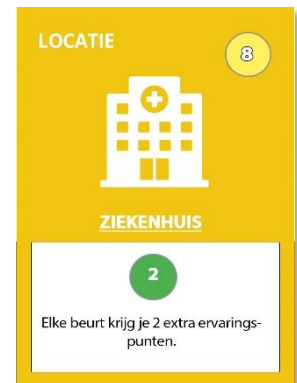 LOCATIE
8
ZIEKENHUIS
2
Elke beurt krijg je 2 extra ervarings-
punten.